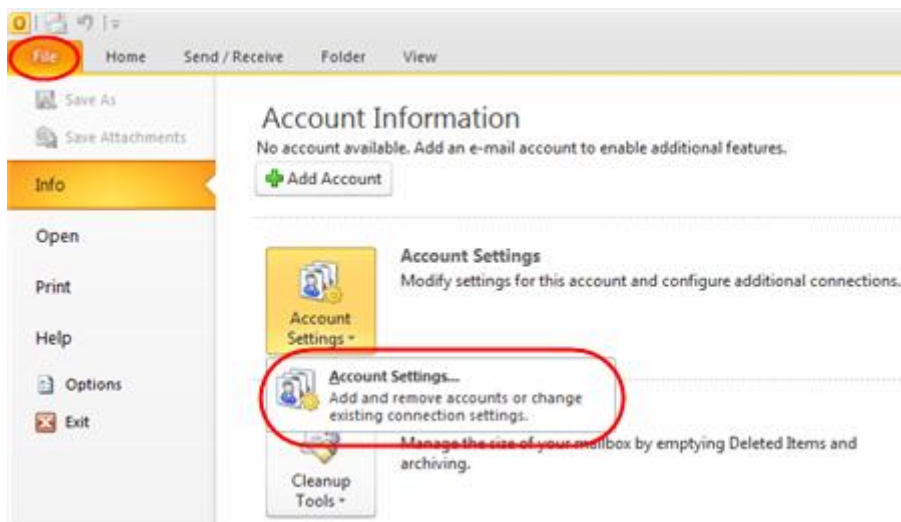 File Home Send / Receive Folder View
Save As
Save Attachments
Info
Open
Print
Help
Options
Exit
Account Information
No account available. Add an e-mail account to enable additional features.
Add Account
Account
Settings
Account Settings
Modify settings for this account and configure additional connections.
Account Settings...
Add and remove accounts or change
existing connection settings.
Cleanup
Tools
Manage the size of your mailbox by emptying Deleted Items and
archiving.